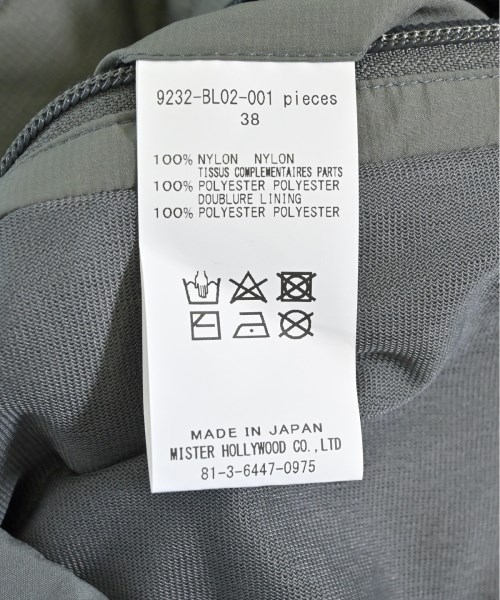 9232-BL02-001 pieces
38
100% NYLON NYLON
TISSUS COMPLEMENTAIRES PARTS
100% POLYESTER POLYESTER
DOUBLURE LINING
100% POLYESTER POLYESTER
MADE IN JAPAN
MISTER HOLLYWOOD CO.,LTD
81-3-6447-0975